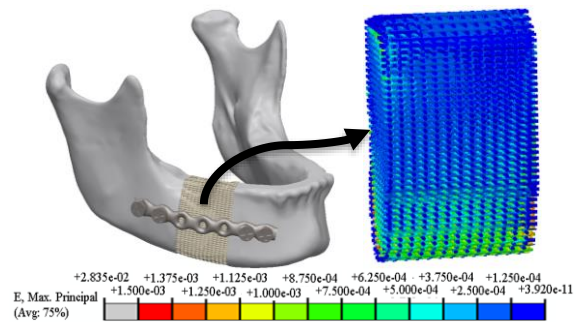 +2.835e-02 +1.375e-03 +1.125e-03 +8.750e-04 +6.250e-04 +3.750e-04 +1.250e-04
+1.500e-03 +1.250e-03 +1.000e-03 +7.500e-04 +5.000e-04 +2.500e-04 +3.920e-11
E, Max. Principal
(Avg: 75%)